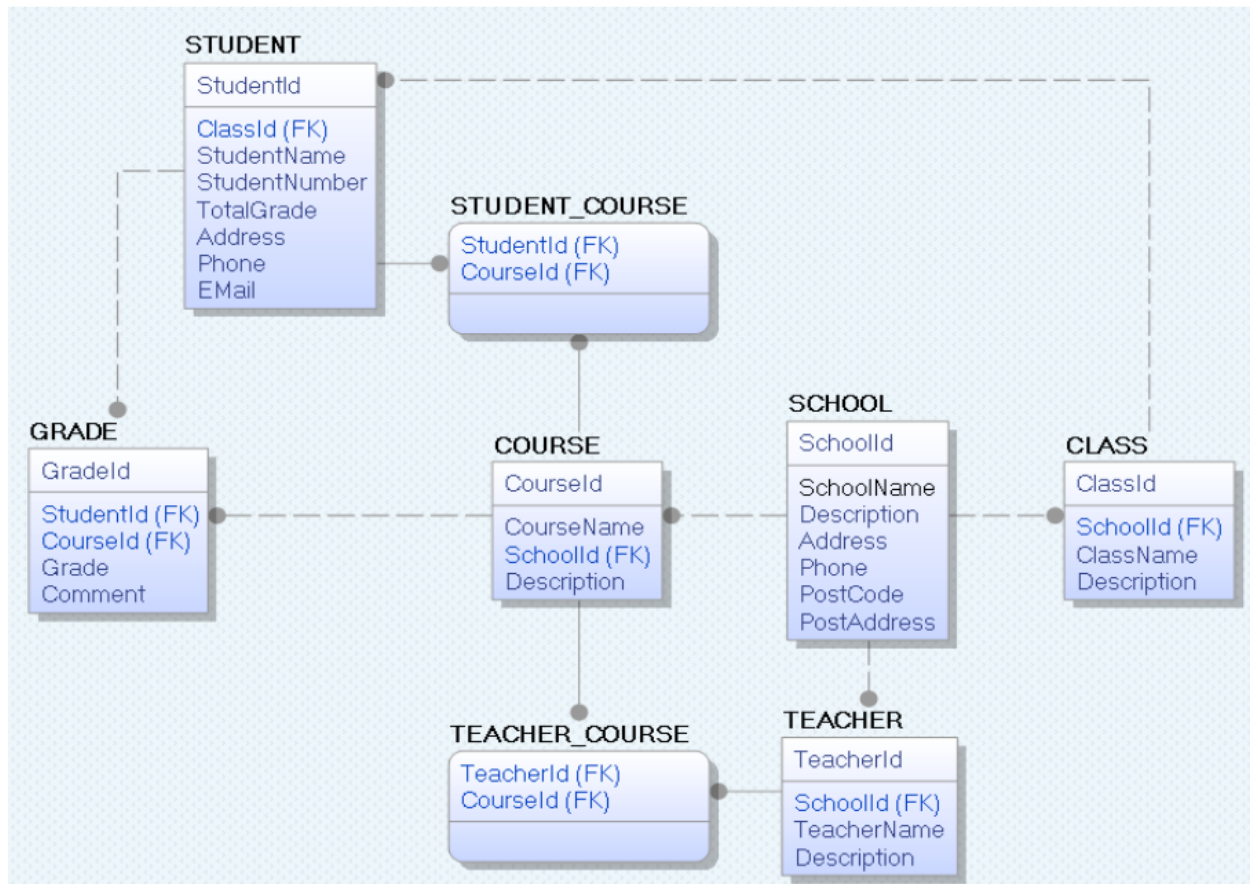 STUDENT
StudentId
ClassId (FK)
StudentName
StudentNumber
TotalGrade
Address
Phone
EMail
STUDENT_COURSE
StudentId (FK)
CourseId (FK)
GRADE
GradeId
StudentId (FK)
CourseId (FK)
Grade
Comment
COURSE
CourseId
CourseName
SchoolId (FK)
Description
SCHOOL
SchoolId
SchoolName
Description
Address
Phone
PostCode
PostAddress
CLASS
ClassId
SchoolId (FK)
ClassName
Description
TEACHER_COURSE
TeacherId (FK)
CourseId (FK)
TEACHER
TeacherId
SchoolId (FK)
TeacherName
Description